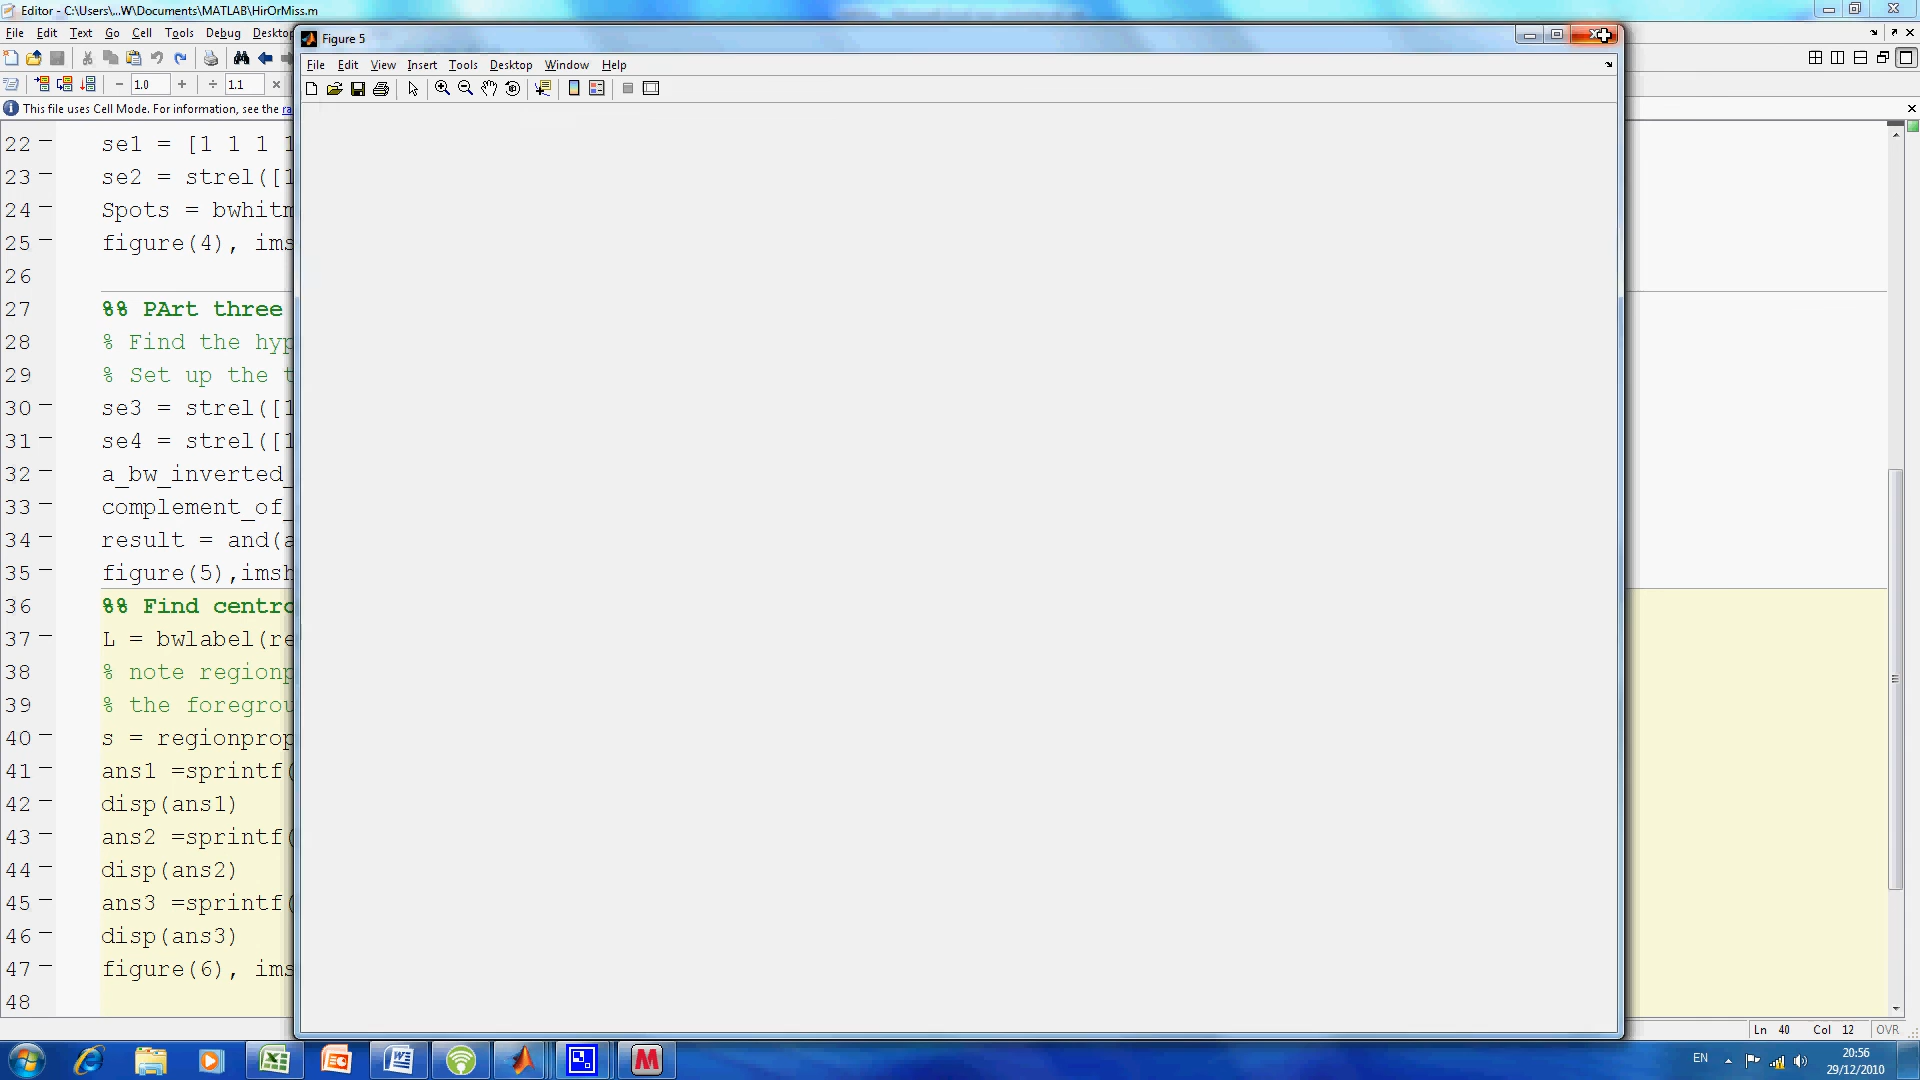 Editor - C:\Users\...W\Documents\MATLAB\HirOrMiss.m
File Edit Text Go Cell Tools Debug Desktop
1.0
1.1
This file uses Cell Mode. For information, see the
Figure 5
File Edit View Insert Tools Desktop Window Help
22 se1 = [1 1 1 1
23 se2 = strel([1
24 Spots = bwhitm
25 figure(4), ims
26
27 %% PArt three
28 % Find the hyp
29 % Set up the t
30 se3 = strel([1
31 se4 = strel([1
32 a_bw_inverted_
33 complement_of_
34 result = and(a
35 figure(5),imsh
36 %% Find centro
37 L = bwlabel(re
38 % note regionp
39 % the foregrou
40 s = regionprop
41 ans1 =sprintf(
42 disp(ans1)
43 ans2 =sprintf(
44 disp(ans2)
45 ans3 =sprintf(
46 disp(ans3)
47 figure(6), ims
48
Ln 40 Col 12 OVR
EN
20:56
29/12/2010